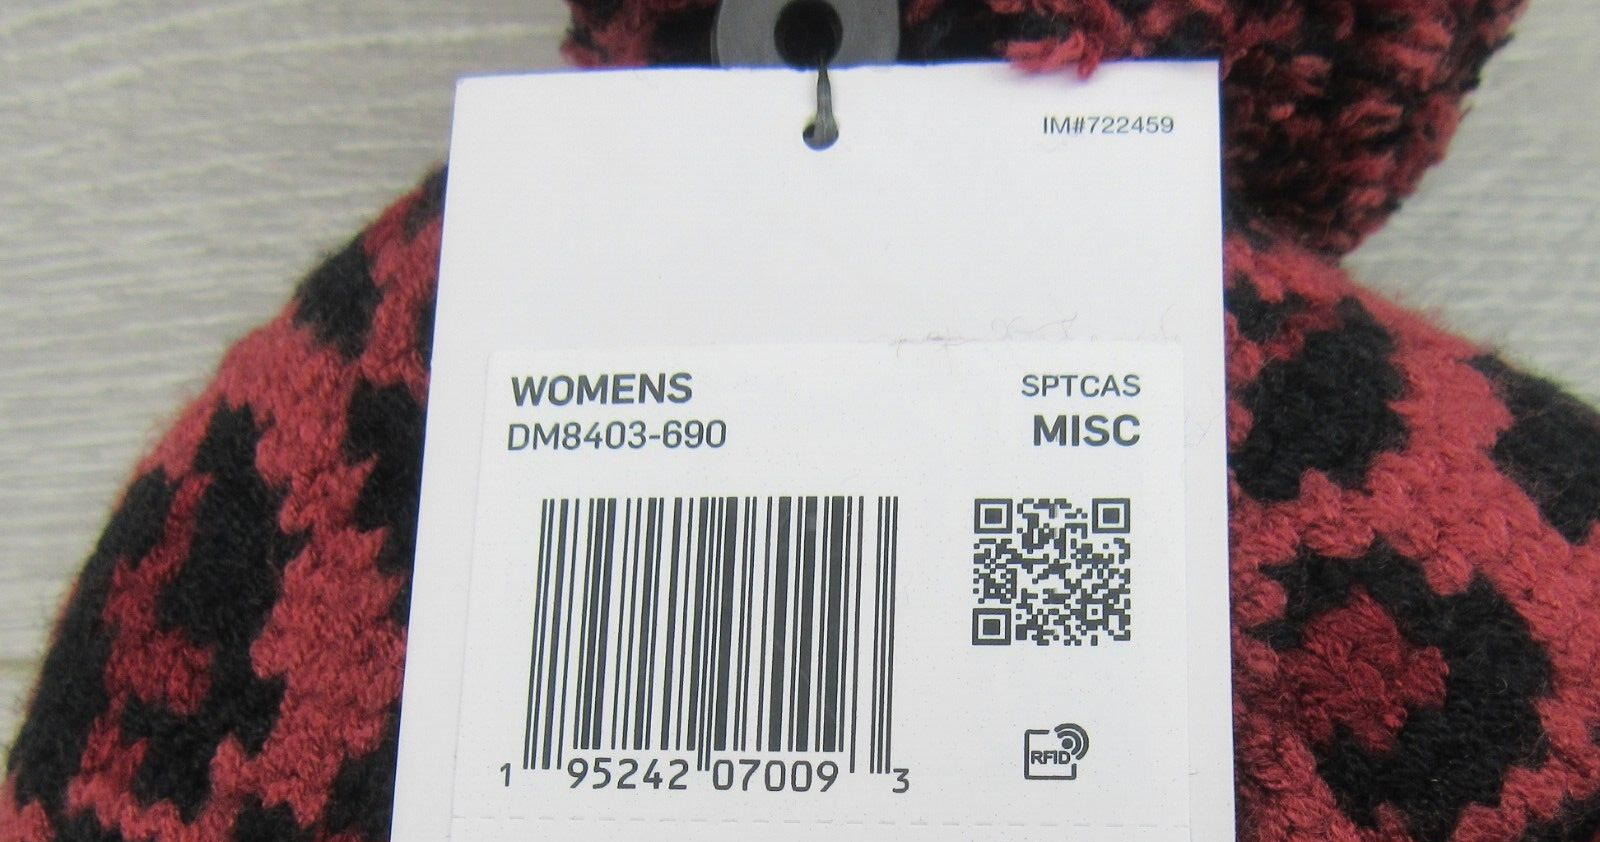 IM#722459
WOMENS
SPTCAS
DM8403-690
MISC
RFID
1 95242 07009 3